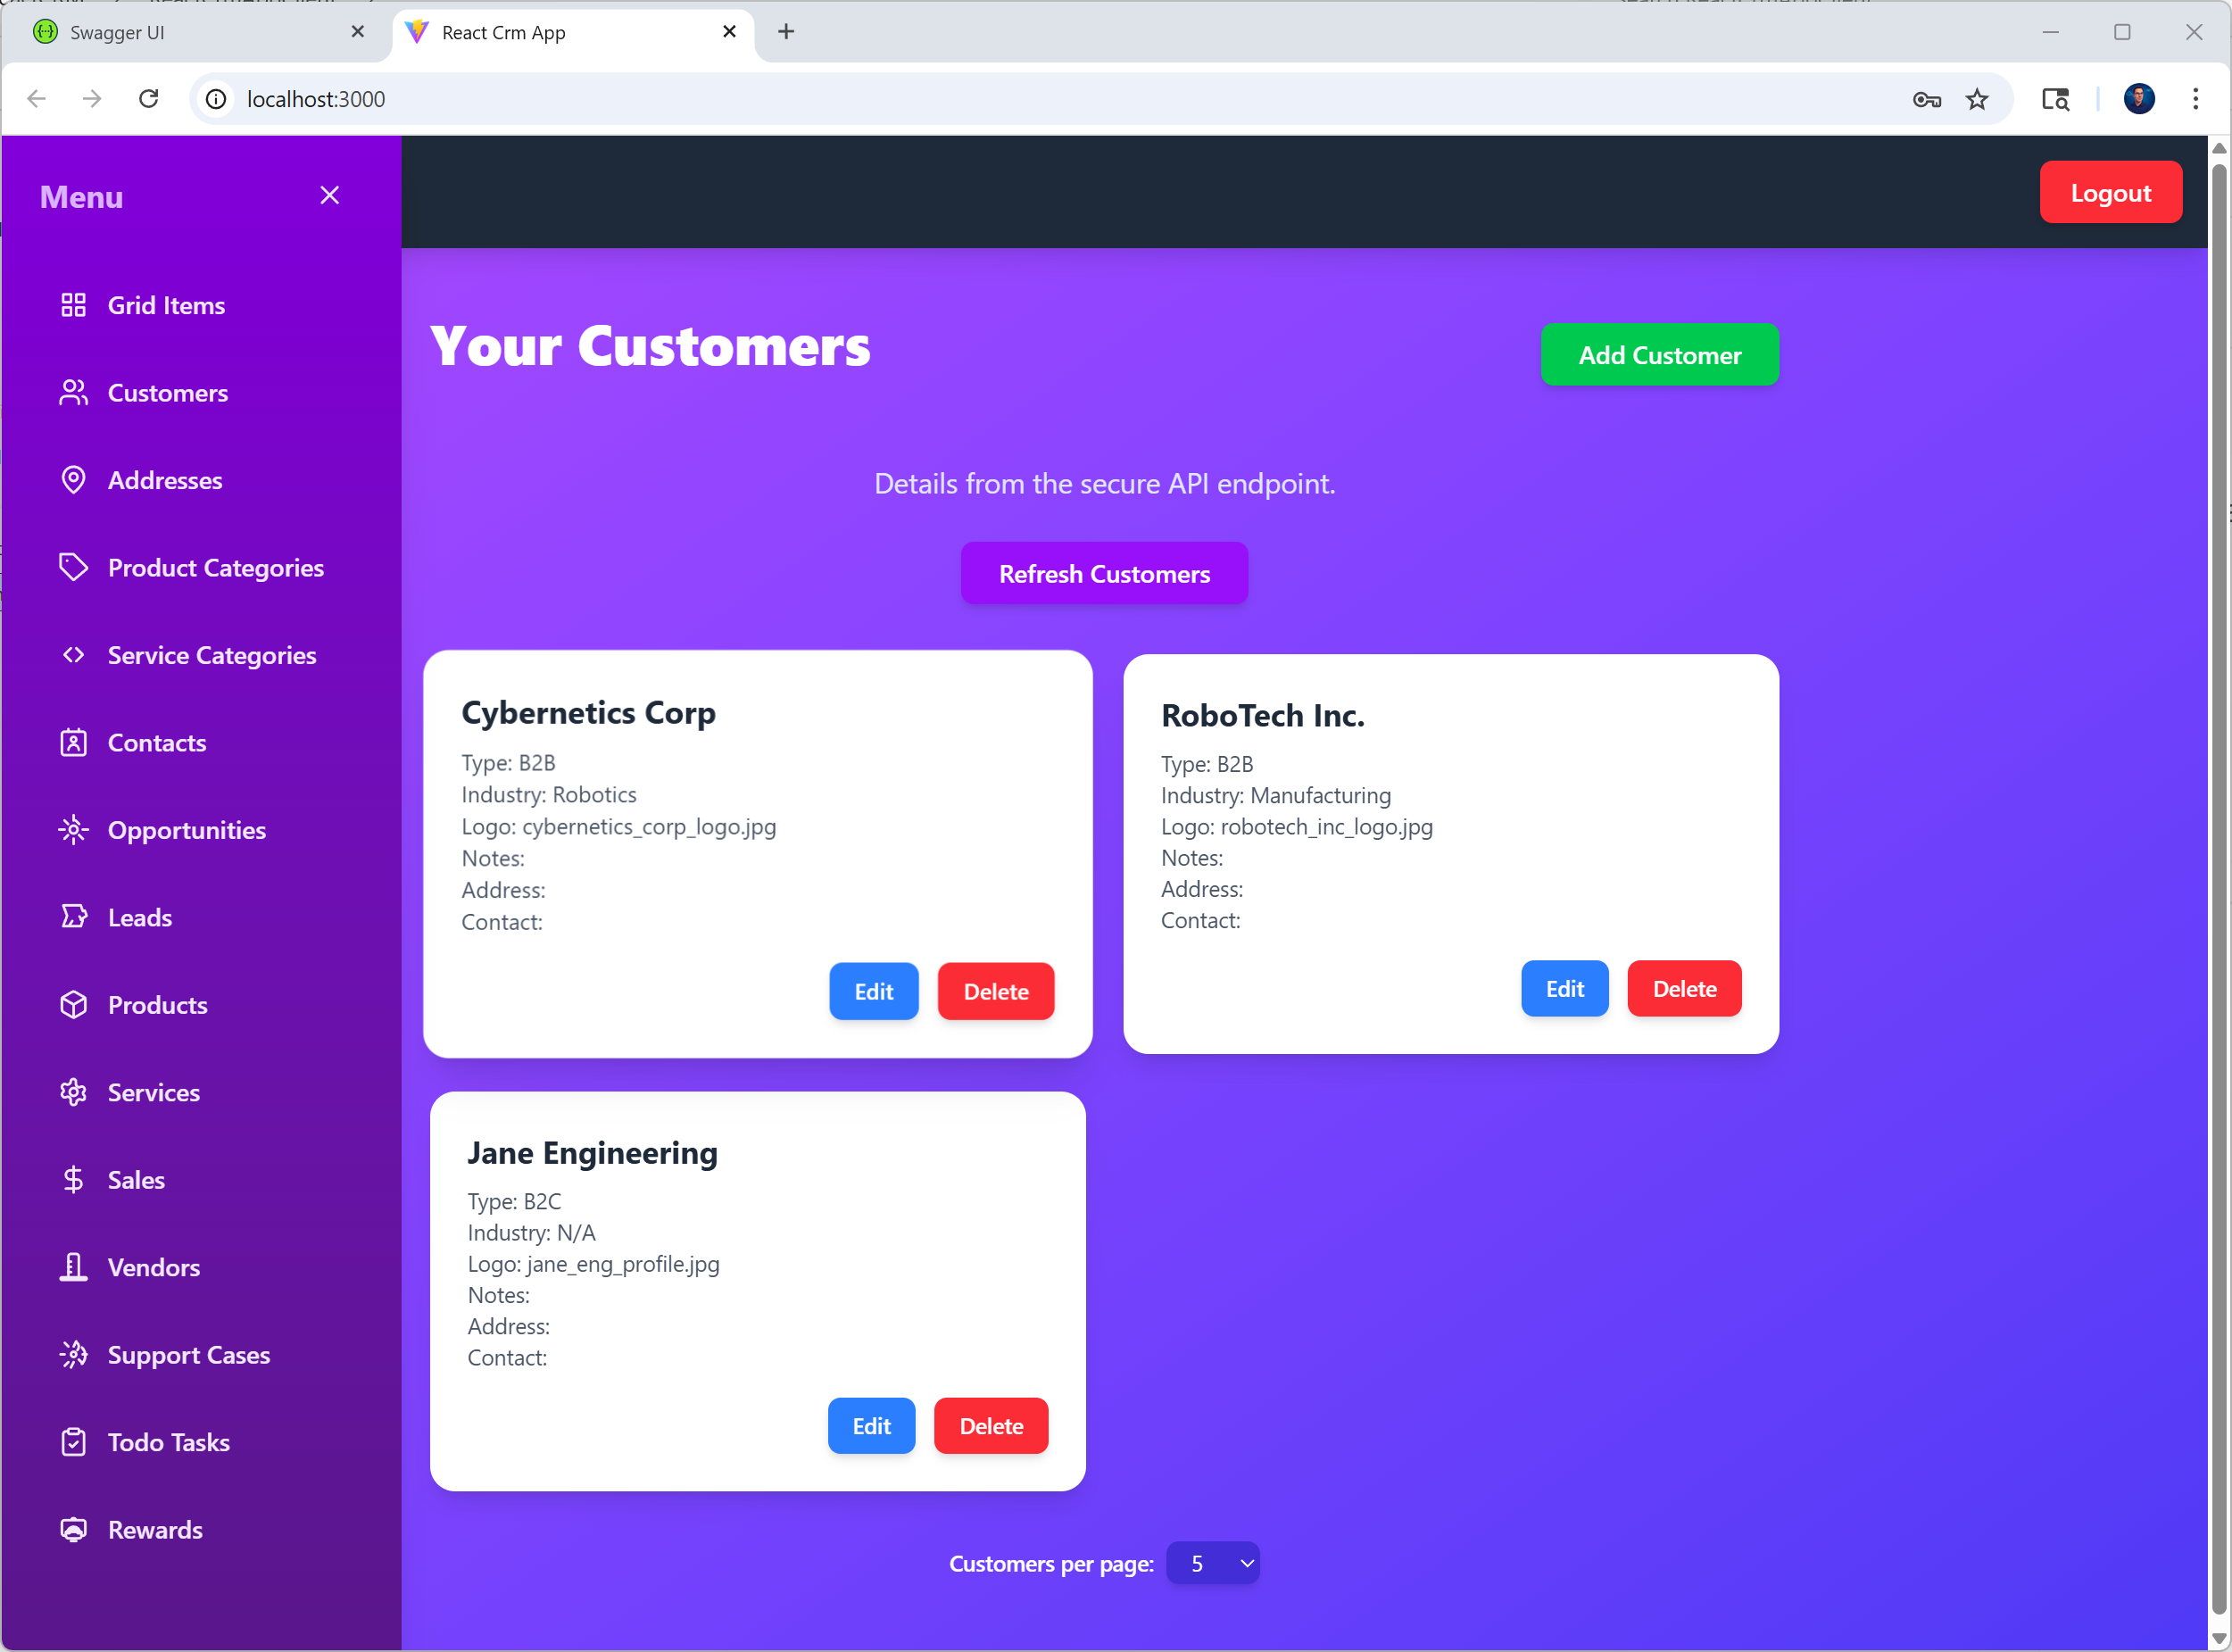 Swagger UI
React Crm App
localhost:3000
Menu
Logout
Grid Items
Customers
Addresses
Product Categories
Service Categories
Contacts
Opportunities
Leads
Products
Services
Sales
Vendors
Support Cases
Todo Tasks
Rewards
Your Customers
Add Customer
Details from the secure API endpoint.
Refresh Customers
Cybernetics Corp
Type: B2B
Industry: Robotics
Logo: cybernetics_corp_logo.jpg
Notes:
Address:
Contact:
Edit
Delete
RoboTech Inc.
Type: B2B
Industry: Manufacturing
Logo: robotech_inc_logo.jpg
Notes:
Address:
Contact:
Edit
Delete
Jane Engineering
Type: B2C
Industry: N/A
Logo: jane_eng_profile.jpg
Notes:
Address:
Contact:
Edit
Delete
Customers per page: 5